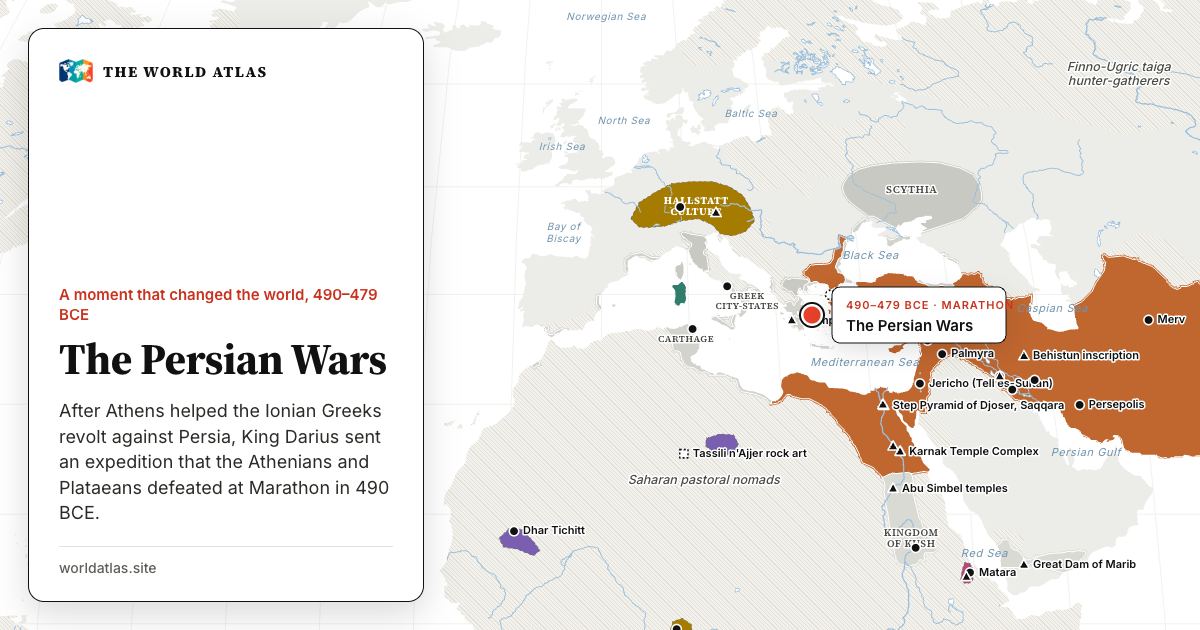 THE WORLD ATLAS
A moment that changed the world, 490–479
BCE
The Persian Wars
After Athens helped the Ionian Greeks
revolt against Persia, King Darius sent
an expedition that the Athenians and
Plataeans defeated at Marathon in 490
BCE.
worldatlas.site
Norwegian Sea
Finno-Ugric taiga
hunter-gatherers
North Sea
Baltic Sea
Irish Sea
SCYTHIA
HALLSTATT
CULTURE
Bay of
Biscay
Black Sea
GREEK
CITY-STATES
490–479 BCE · MARATHON
The Persian Wars
Caspian Sea
Merv
CARTHAGE
Mediterranean Sea
Palmyra
Behistun inscription
Jericho (Tell es-Sultan)
Step Pyramid of Djoser, Saqqara
Persepolis
Tassili n'Ajjer rock art
Karnak Temple Complex
Persian Gulf
Saharan pastoral nomads
Abu Simbel temples
Dhar Tichitt
KINGDOM
OF KUSH
Red Sea
Matara
Great Dam of Marib